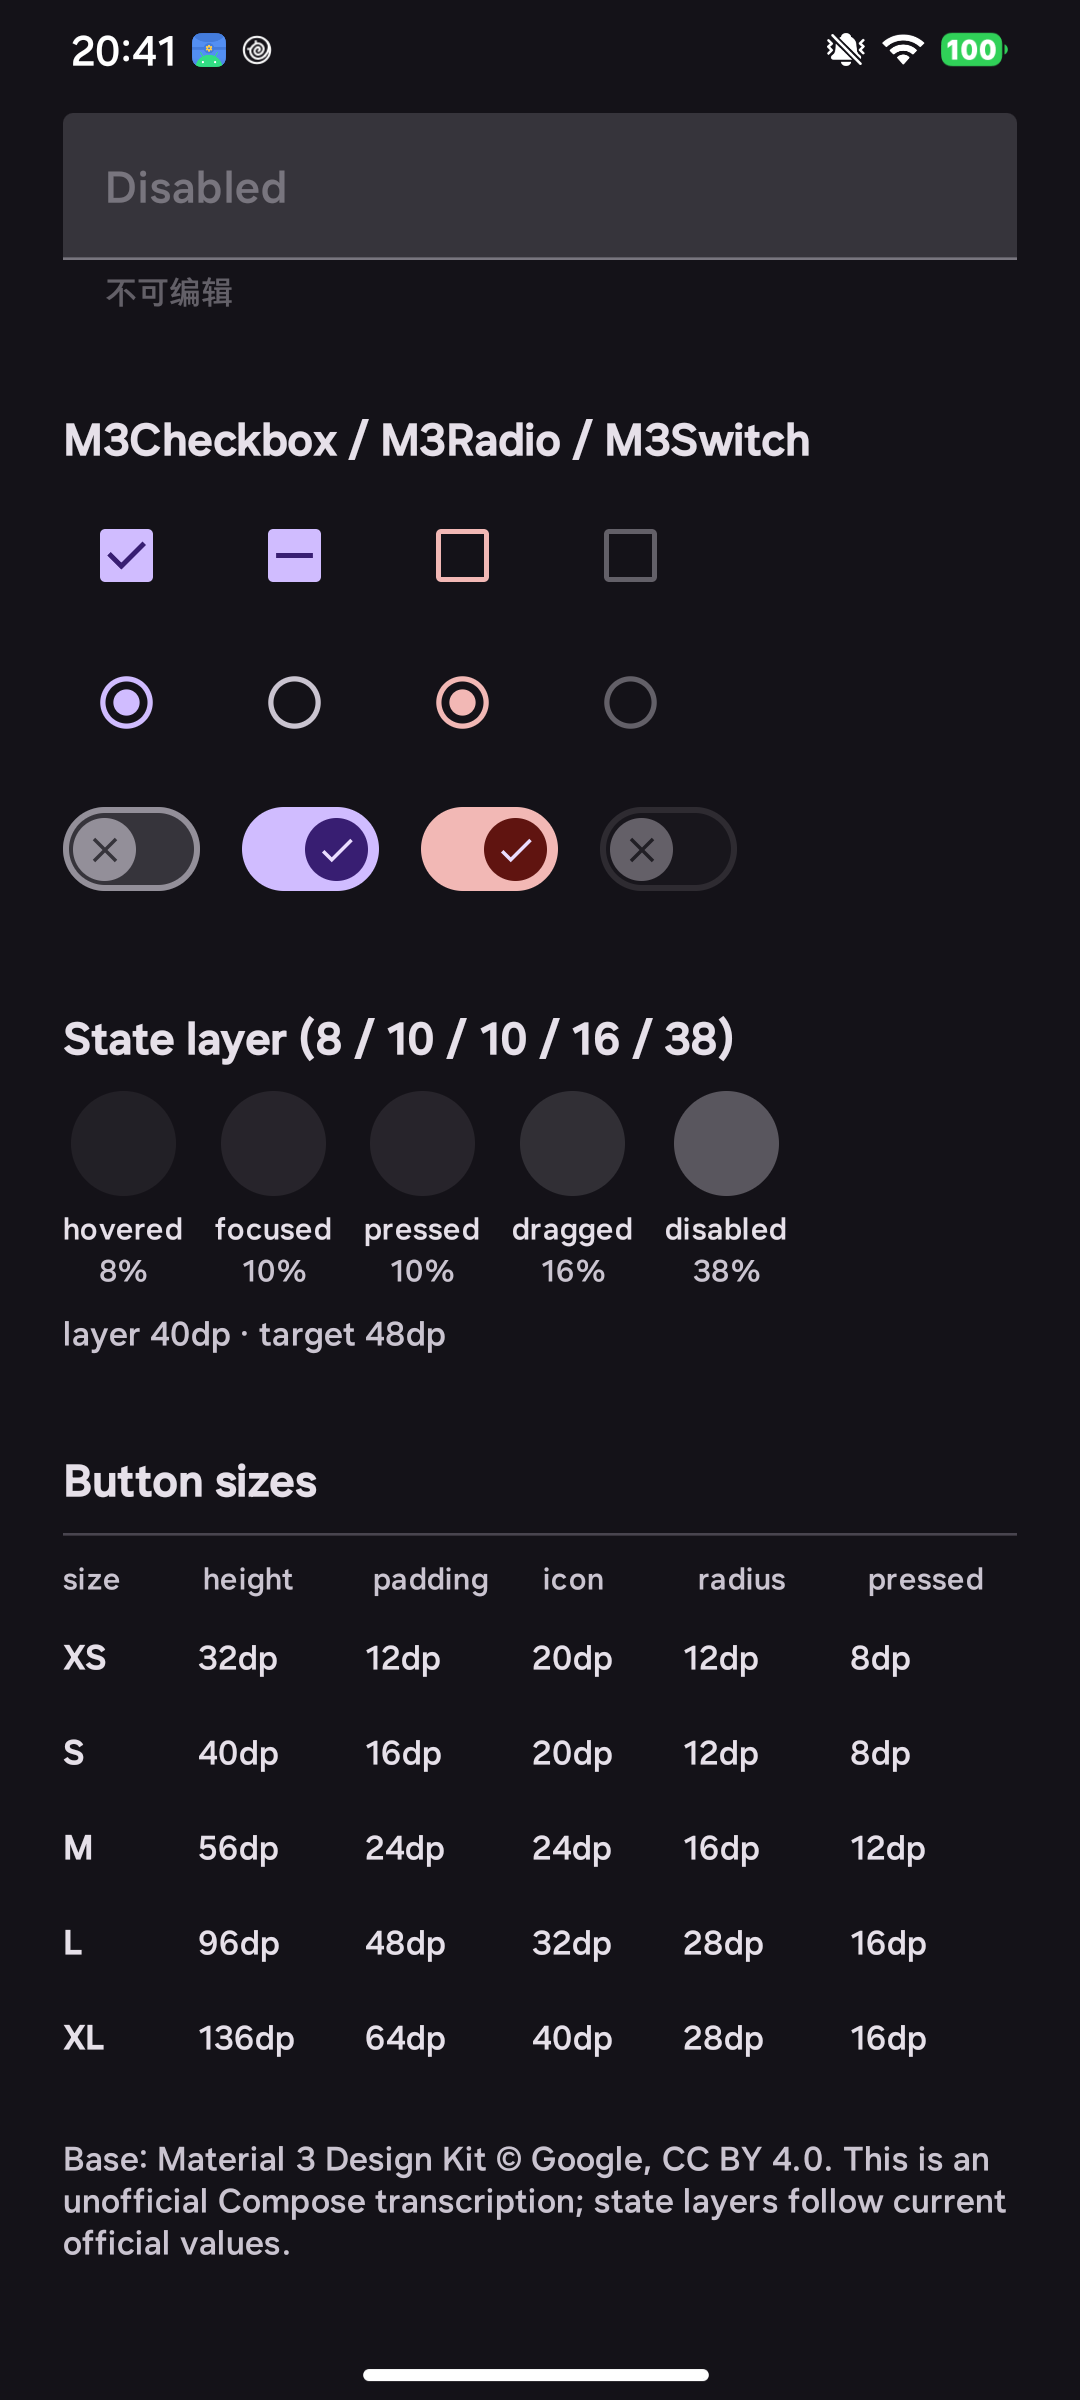 20:41
100
Disabled
不可编辑
M3Checkbox / M3Radio / M3Switch
State layer (8 / 10 / 10 / 16 / 38)
hovered focused pressed dragged disabled
8% 10% 10% 16% 38%
layer 40dp · target 48dp
Button sizes
size height padding icon radius pressed
XS 32dp 12dp 20dp 12dp 8dp
S 40dp 16dp 20dp 12dp 8dp
M 56dp 24dp 24dp 16dp 12dp
L 96dp 48dp 32dp 28dp 16dp
XL 136dp 64dp 40dp 28dp 16dp
Base: Material 3 Design Kit © Google, CC BY 4.0. This is an
unofficial Compose transcription; state layers follow current
official values.